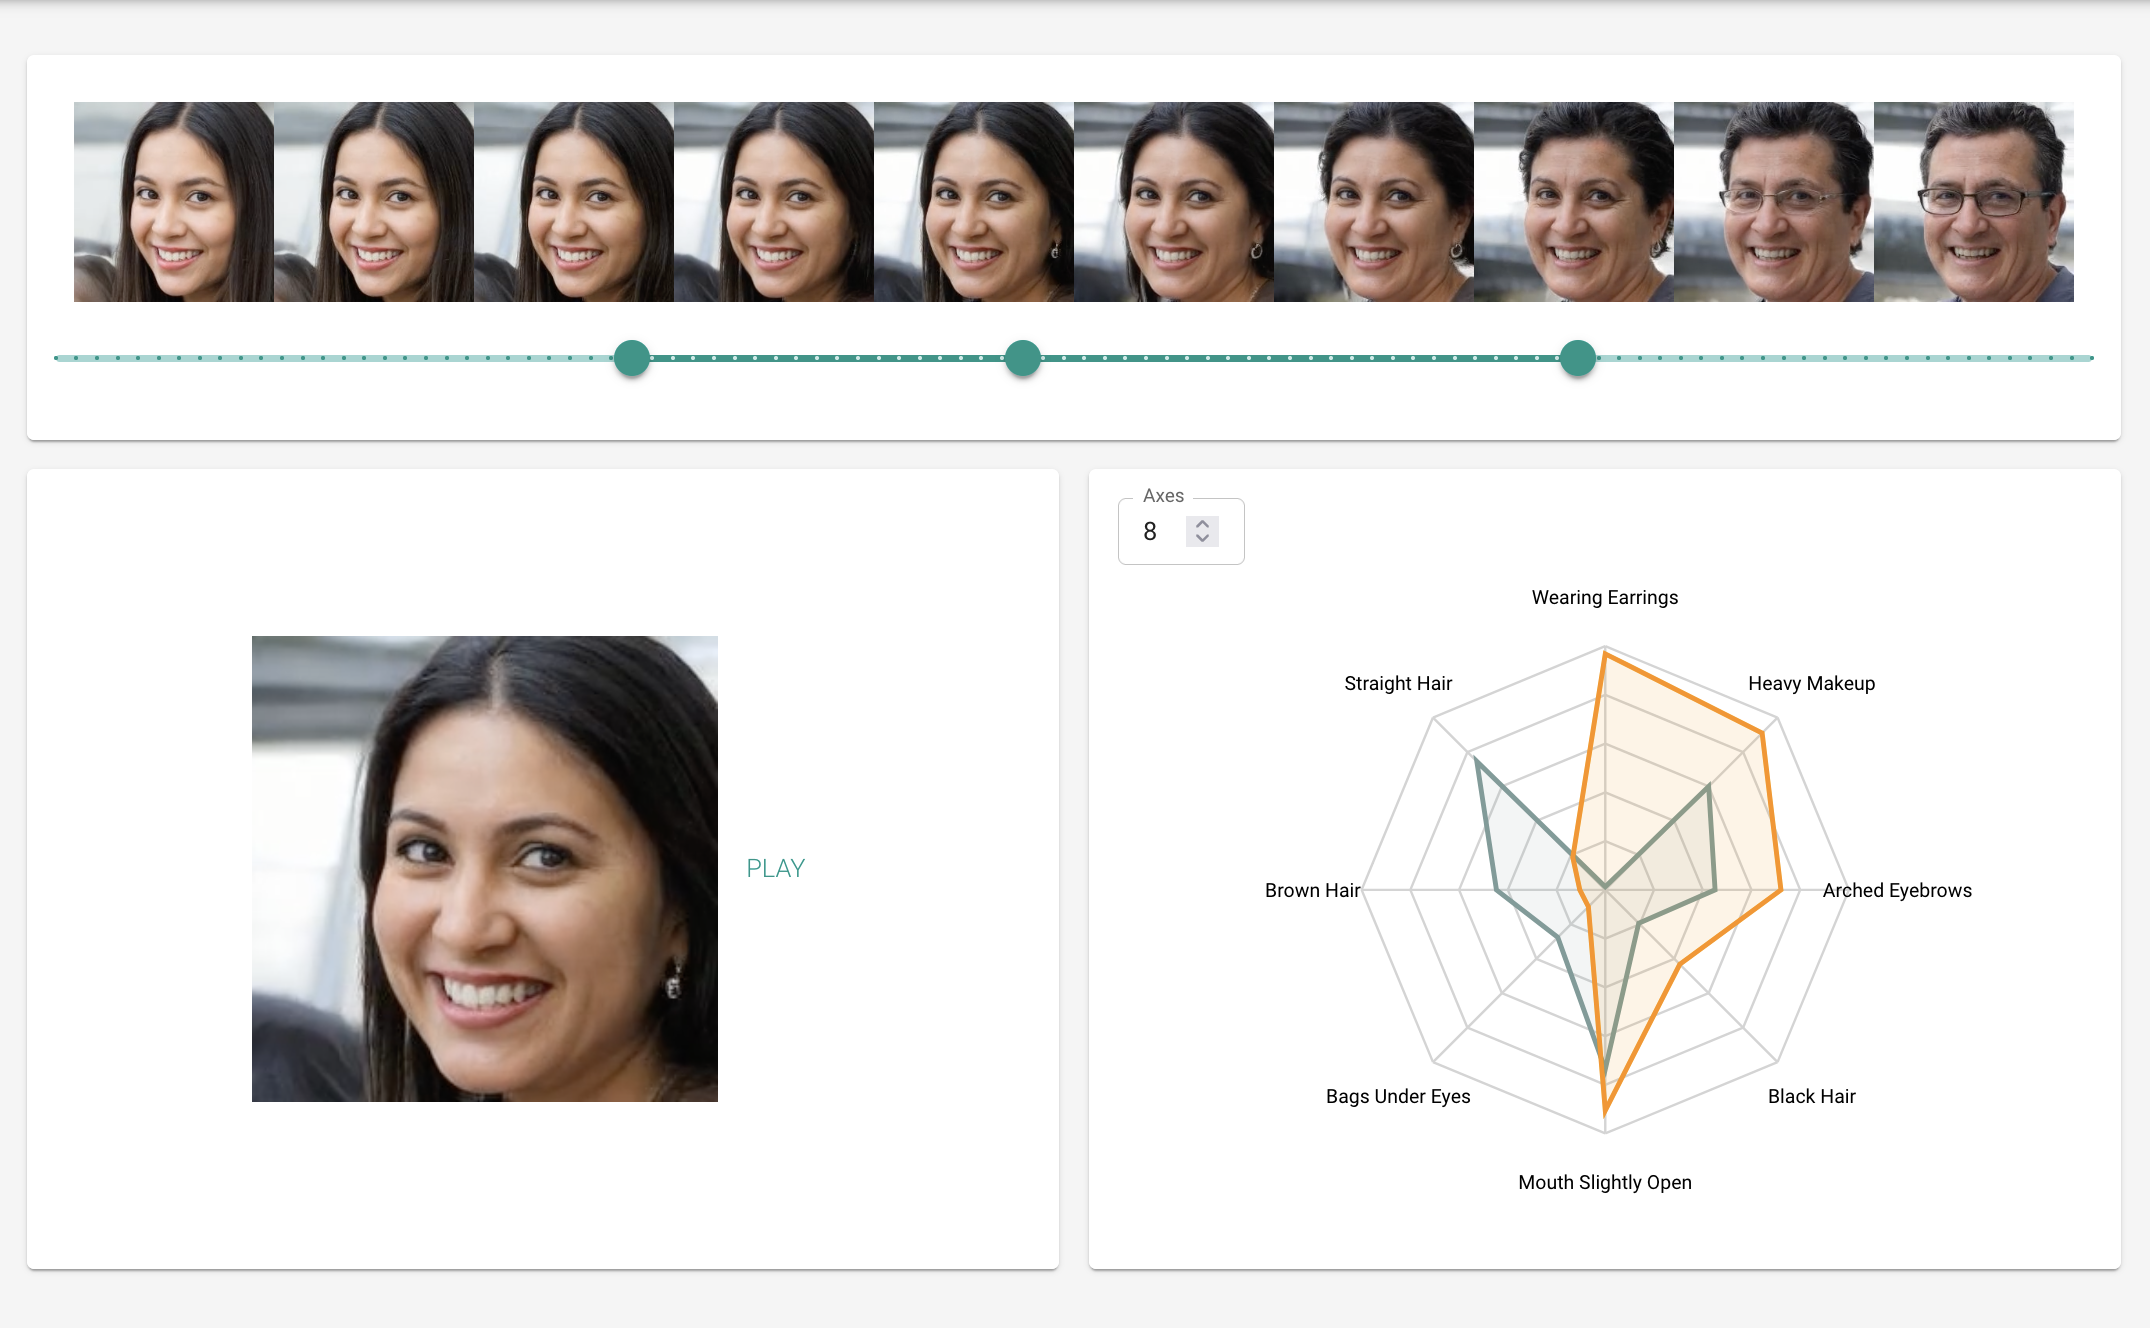 Axes
8
Wearing Earrings
Straight Hair
Heavy Makeup
PLAY
Brown Hair
Arched Eyebrows
Bags Under Eyes
Black Hair
Mouth Slightly Open